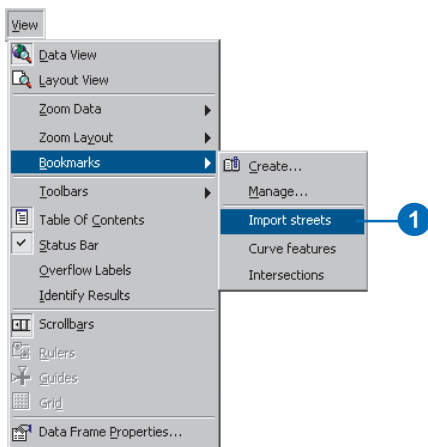 View
Data View
Layout View
Zoom Data
Zoom Layout
Bookmarks
Toolbars
Table Of Contents
Status Bar
Overflow Labels
Identify Results
Scrollbars
Rulers
Guides
Grid
Data Frame Properties...
Create...
Manage...
Import streets
1
Curve features
Intersections